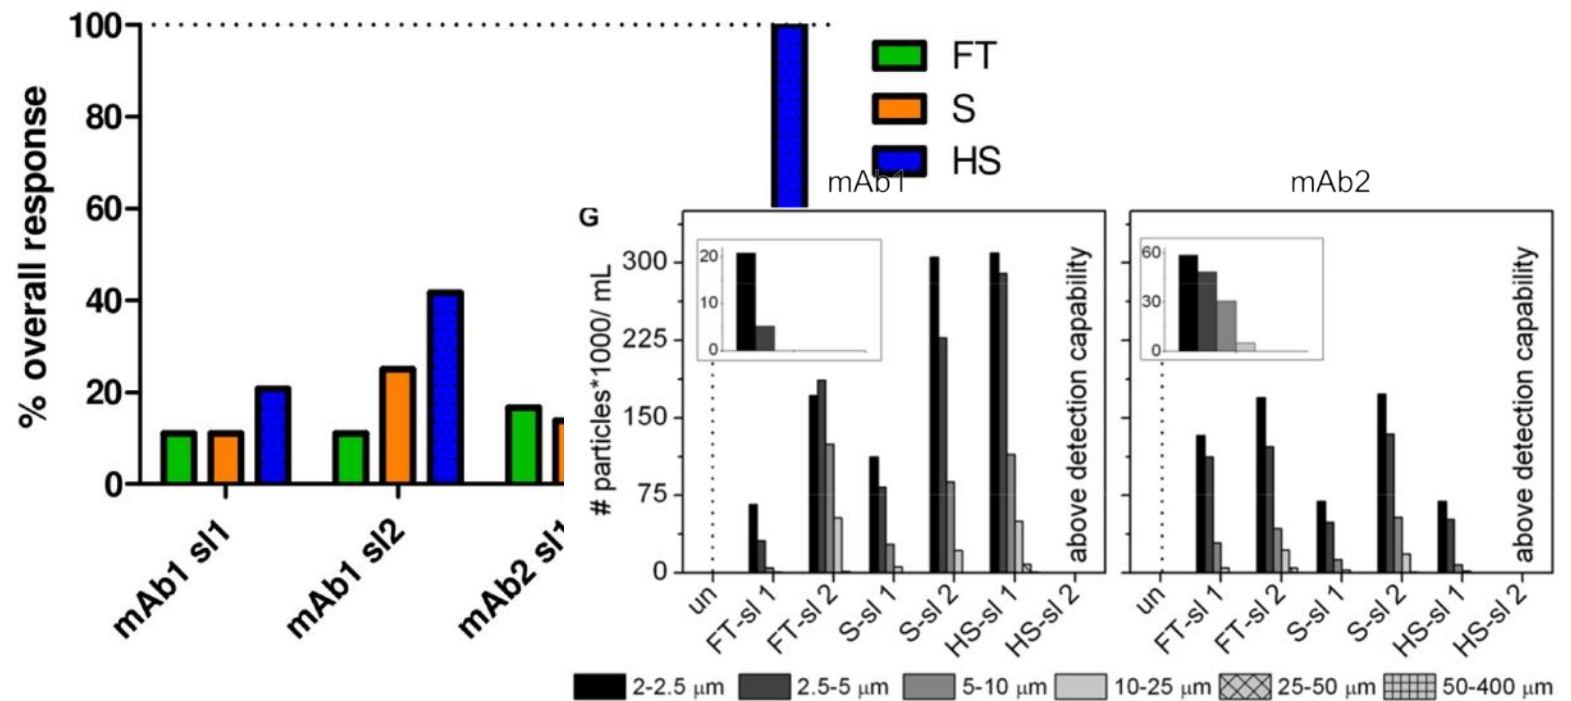 % overall response
100
80
60
40
20
0
mAb1 sl1
mAb1 sl2
mAb2 sl1
FT
S
HS
mAb1
mAb2
G
# particles*1000/ mL
300
225
150
75
0
20
10
0
above detection capability
60
30
0
above detection capability
un
FT-sl 1
FT-sl 2
S-sl 1
S-sl 2
HS-sl 1
HS-sl 2
un
FT-sl 1
FT-sl 2
S-sl 1
S-sl 2
HS-sl 1
HS-sl 2
2-2.5 μm 2.5-5 μm 5-10 μm 10-25 μm 25-50 μm 50-400 μm